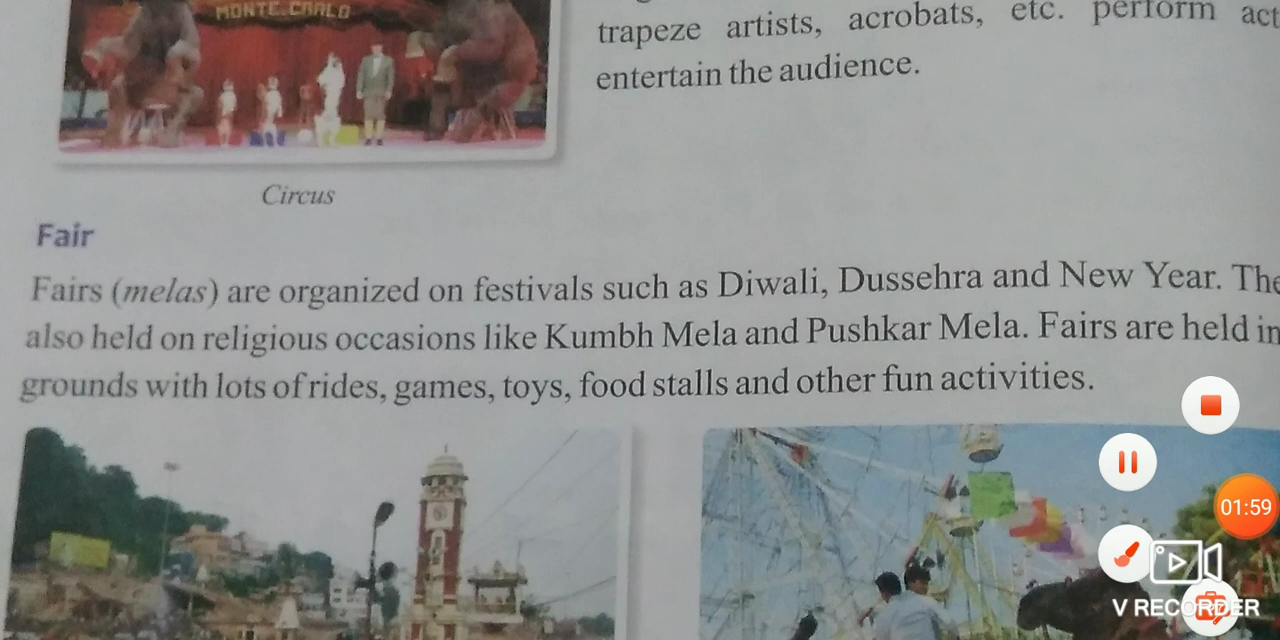 MONTE.CARLO
trapeze artists, acrobats, etc. perform act
entertain the audience.
Circus
Fair
Fairs (melas) are organized on festivals such as Diwali, Dussehra and New Year. The
also held on religious occasions like Kumbh Mela and Pushkar Mela. Fairs are held in
grounds with lots of rides, games, toys, food stalls and other fun activities.
01:59
V RECORDER